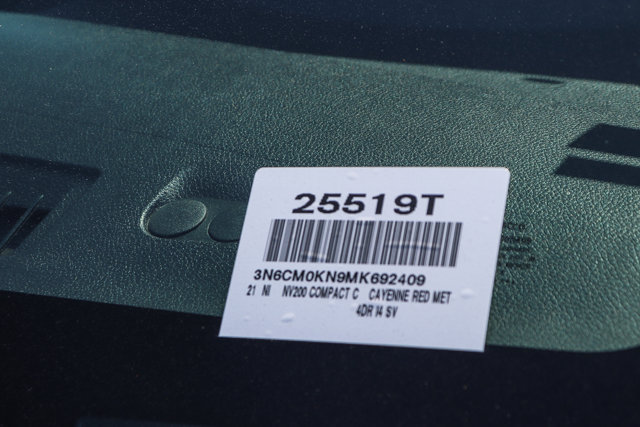 25519T
3N6CM0KN9MK692409
21 NI NV200 COMPACT C CAYENNE RED MET
4DR I4 SV